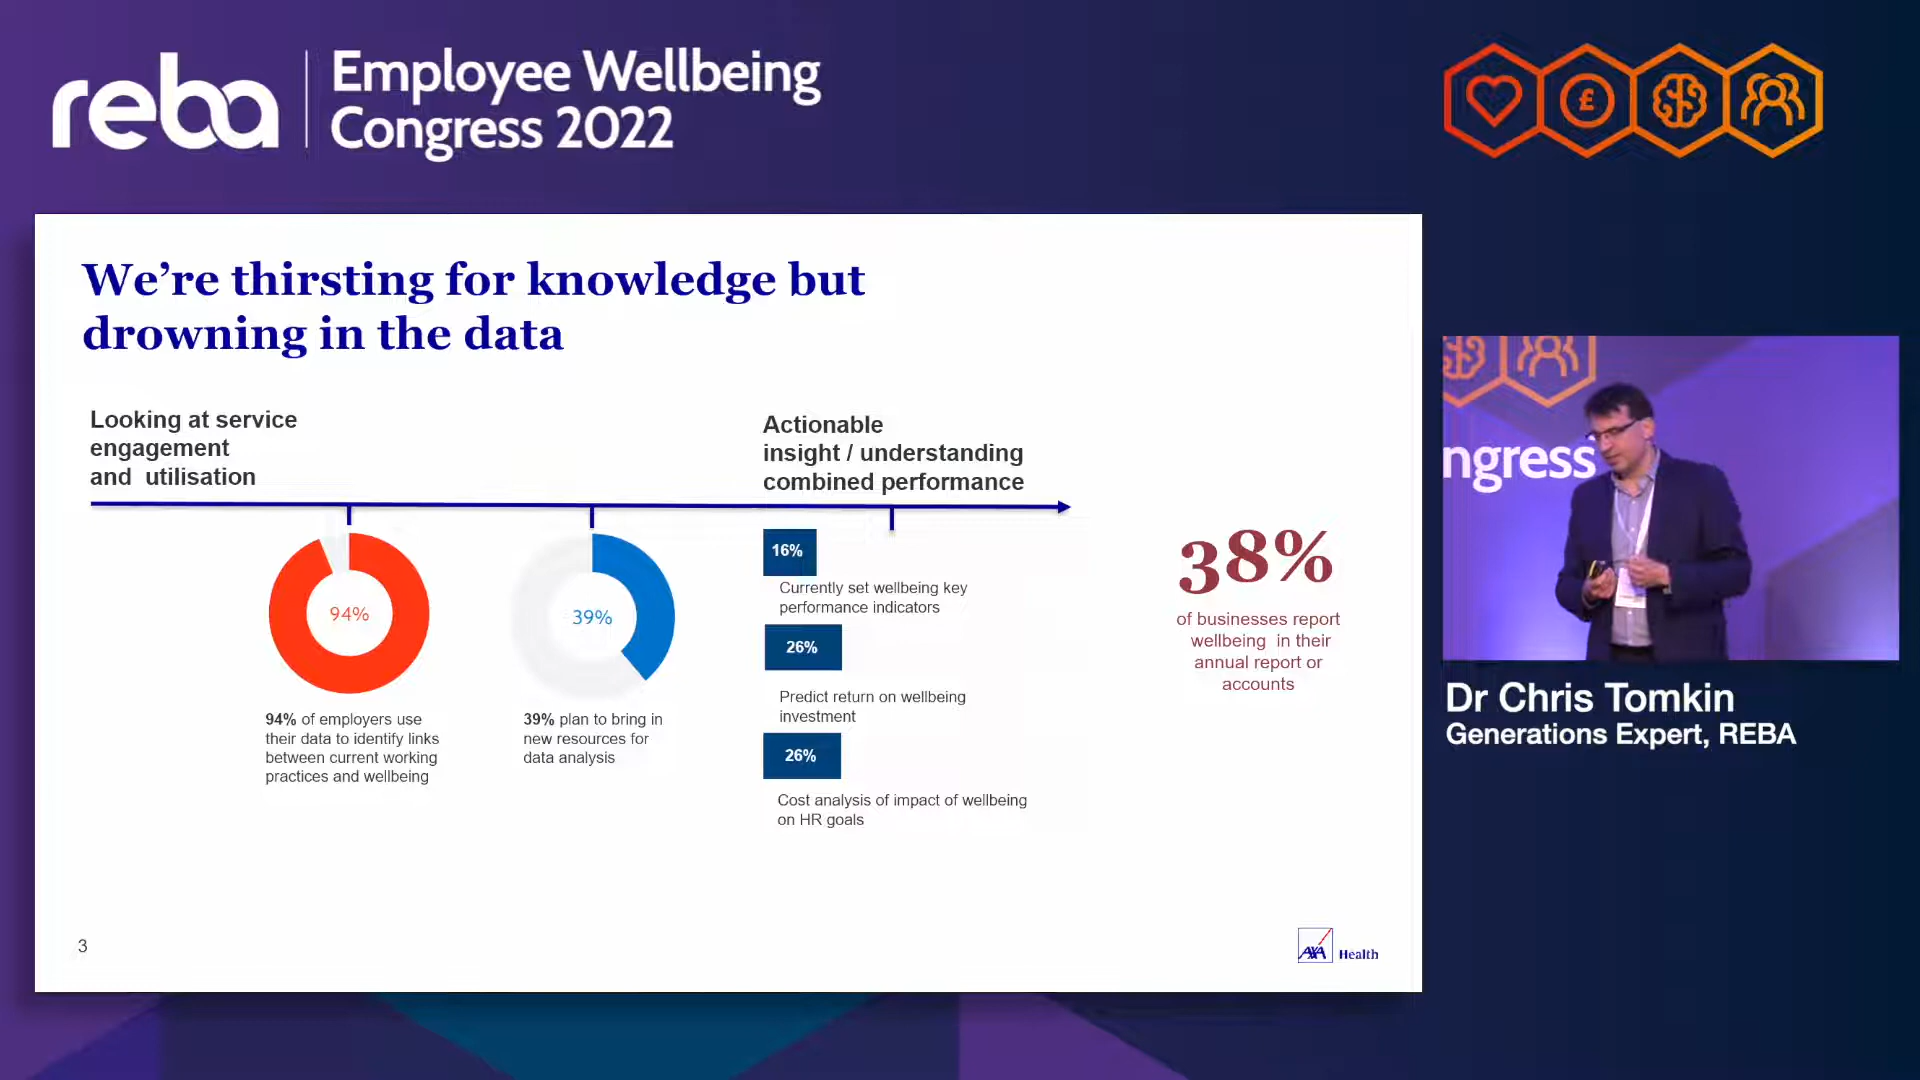 reba
Employee Wellbeing
Congress 2022
£
We're thirsting for knowledge but
drowning in the data
Looking at service
engagement
and utilisation
Actionable
insight / understanding
combined performance
94%
94% of employers use
their data to identify links
between current working
practices and wellbeing
39%
39% plan to bring in
new resources for
data analysis
16%
Currently set wellbeing key
performance indicators
26%
Predict return on wellbeing
investment
26%
Cost analysis of impact of wellbeing
on HR goals
38%
of businesses report
wellbeing in their
annual report or
accounts
3
AXA Health
ngress
Dr Chris Tomkin
Generations Expert, REBA